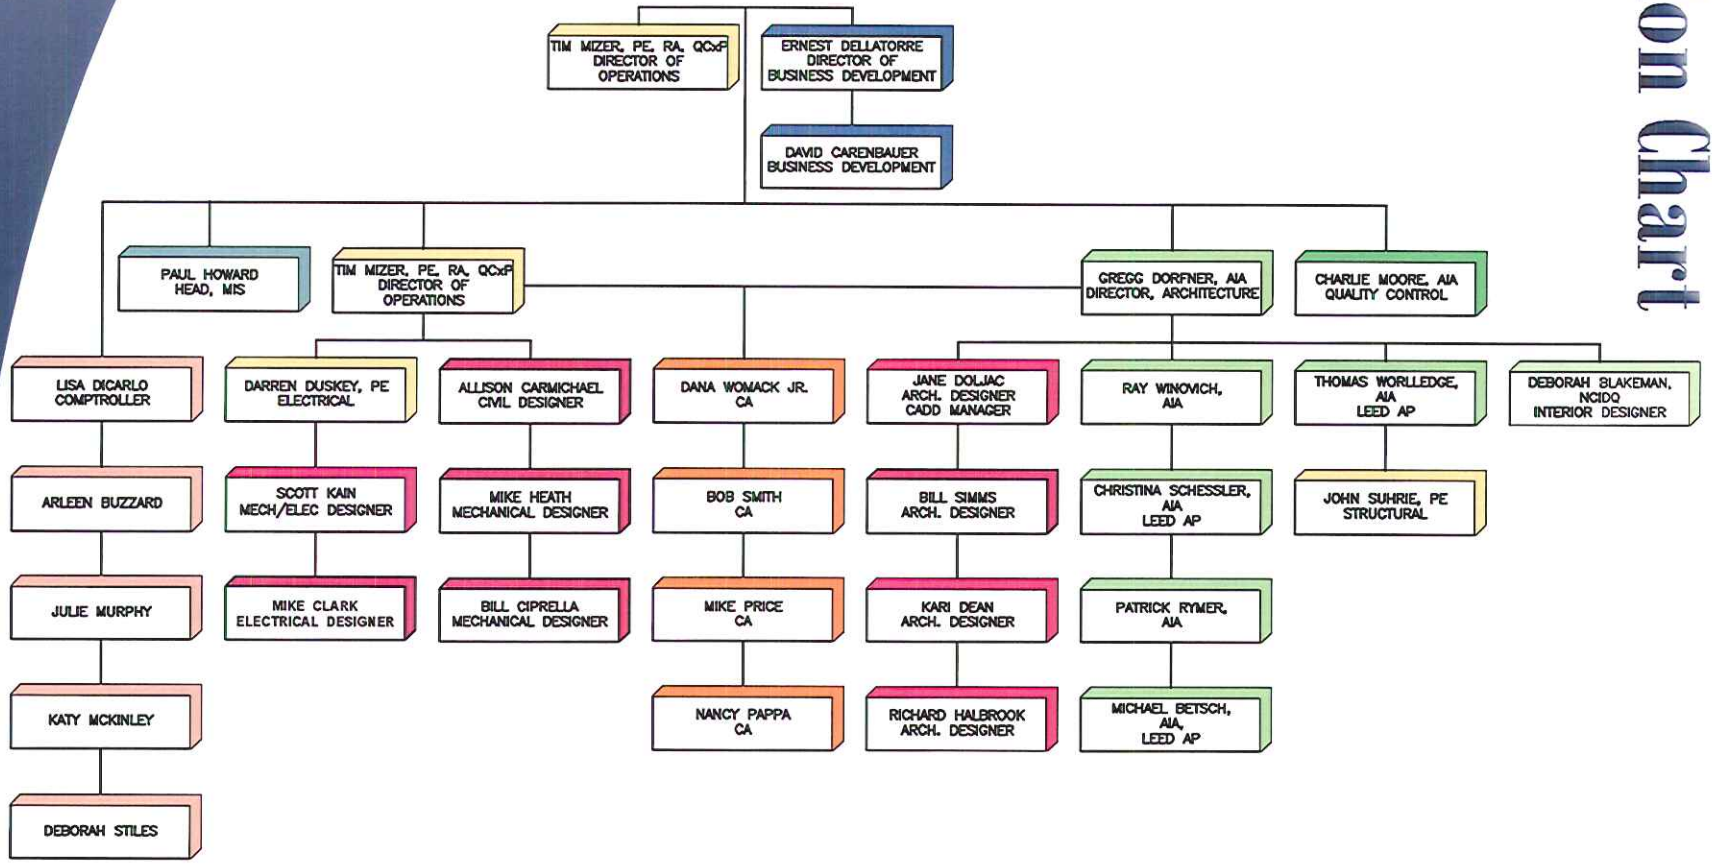 on Chart
TIM MIZER, PE, RA, QCxP
DIRECTOR OF
OPERATIONS
ERNEST DELLATORRE
DIRECTOR OF
BUSINESS DEVELOPMENT
DAVID CARENBAUER
BUSINESS DEVELOPMENT
PAUL HOWARD
HEAD, MIS
TIM MIZER, PE, RA, QCxP
DIRECTOR OF
OPERATIONS
GREGG DORFNER, AIA
DIRECTOR, ARCHITECTURE
CHARLIE MOORE, AIA
QUALITY CONTROL
LISA DICARLO
COMPTROLLER
DARREN DUSKEY, PE
ELECTRICAL
ALLISON CARMICHAEL
CIVIL DESIGNER
DANA WOMACK JR.
CA
JANE DOLJAC
ARCH. DESIGNER
CADD MANAGER
RAY WINOVICH,
AIA
THOMAS WORLLEDGE,
AIA
LEED AP
DEBORAH BLAKEMAN,
NCIDQ
INTERIOR DESIGNER
ARLEEN BUZZARD
SCOTT KAIN
MECH/ELEC DESIGNER
MIKE HEATH
MECHANICAL DESIGNER
BOB SMITH
CA
BILL SIMMS
ARCH. DESIGNER
CHRISTINA SCHESSLER,
AIA
LEED AP
JOHN SUHRIE, PE
STRUCTURAL
JULIE MURPHY
MIKE CLARK
ELECTRICAL DESIGNER
BILL CIPRELLA
MECHANICAL DESIGNER
MIKE PRICE
CA
KARI DEAN
ARCH. DESIGNER
PATRICK RYMER,
AIA
KATY MCKINLEY
NANCY PAPPA
CA
RICHARD HALBROOK
ARCH. DESIGNER
MICHAEL BETSCH,
AIA,
LEED AP
DEBORAH STILES